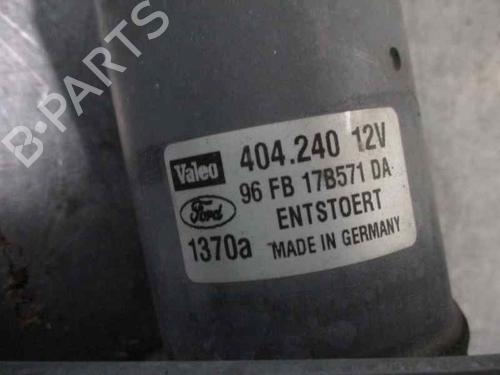 B-PARTS
Valeo 404.240 12V
Ford 96 FB 17B571 DA
ENTSTOERT
1370a MADE IN GERMANY